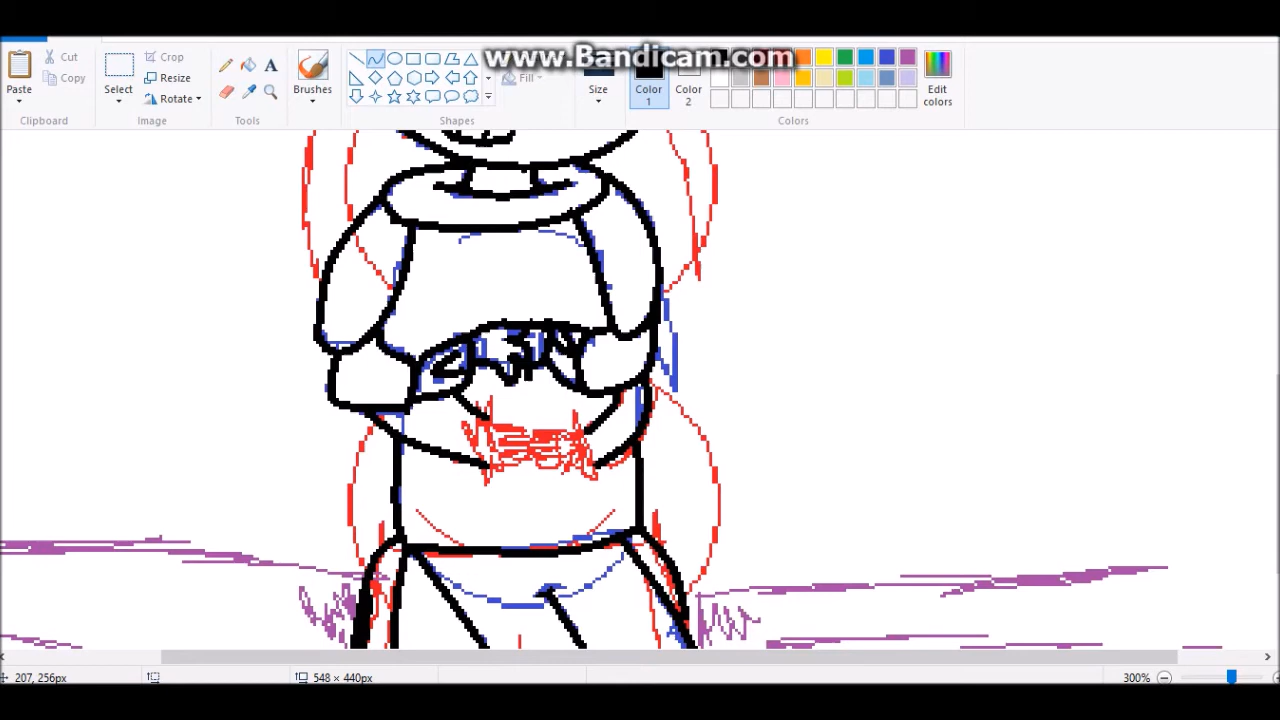 www.Bandicam.com
Cut
Copy
Paste
Clipboard
Select
Crop
Resize
Rotate
Image
Tools
Brushes
Shapes
Fill
Size
Color
1
Color
2
Edit
colors
Colors
207, 256px
548 × 440px
300%